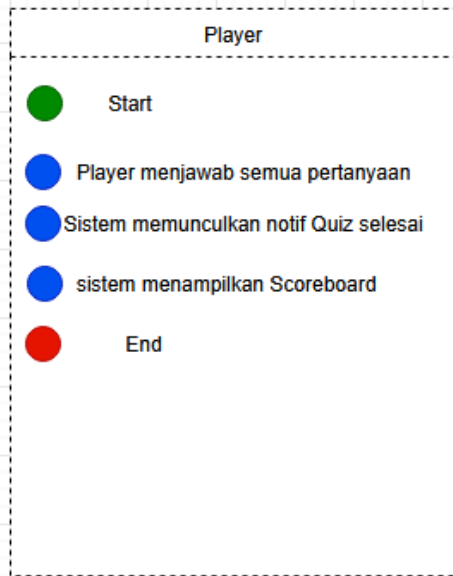 Player
Start
Player menjawab semua pertanyaan
Sistem memunculkan notif Quiz selesai
sistem menampilkan Scoreboard
End